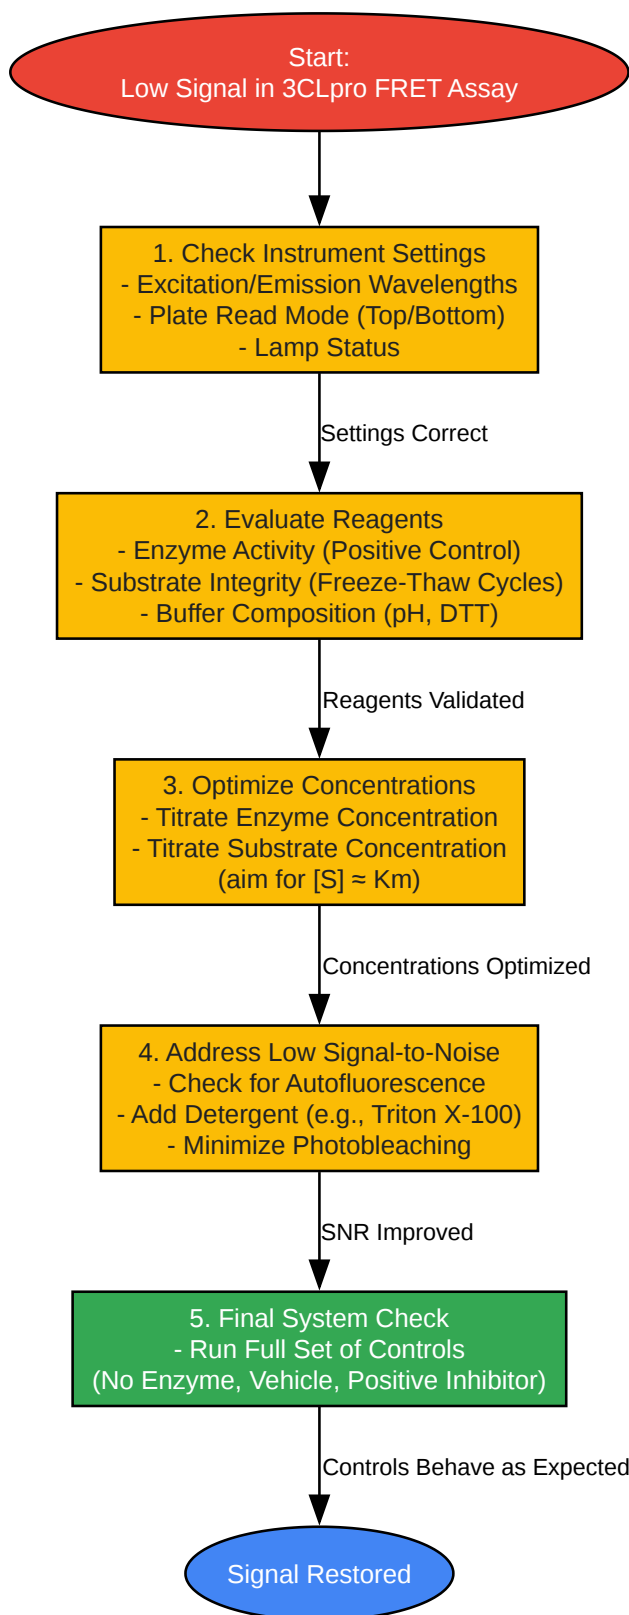 Start:
Low Signal in 3CLpro FRET Assay
1. Check Instrument Settings
- Excitation/Emission Wavelengths
- Plate Read Mode (Top/Bottom)
- Lamp Status
Settings Correct
2. Evaluate Reagents
- Enzyme Activity (Positive Control)
- Substrate Integrity (Freeze-Thaw Cycles)
- Buffer Composition (pH, DTT)
Reagents Validated
3. Optimize Concentrations
- Titrate Enzyme Concentration
- Titrate Substrate Concentration
(aim for [S] ≈ Km)
Concentrations Optimized
4. Address Low Signal-to-Noise
- Check for Autofluorescence
- Add Detergent (e.g., Triton X-100)
- Minimize Photobleaching
SNR Improved
5. Final System Check
- Run Full Set of Controls
(No Enzyme, Vehicle, Positive Inhibitor)
Controls Behave as Expected
Signal Restored